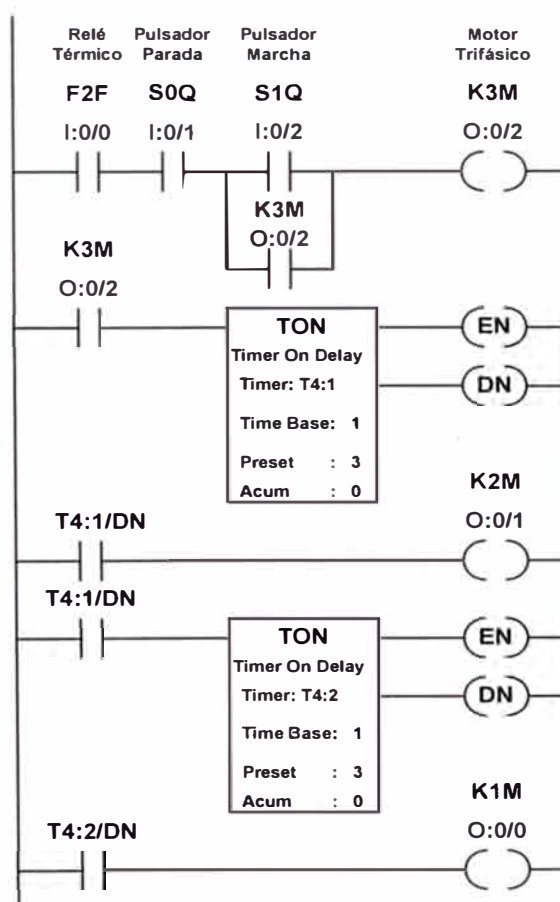 Relé Pulsador Pulsador Motor
Térmico Parada Marcha Trifásico
F2F S0Q S1Q K3M
I:0/0 I:0/1 I:0/2 O:0/2
K3M
O:0/2
K3M
O:0/2
TON
EN
Timer On Delay
Timer: T4:1
DN
Time Base: 1
Preset : 3
Acum : 0
K2M
T4:1/DN O:0/1
T4:1/DN
TON
EN
Timer On Delay
Timer: T4:2
DN
Time Base: 1
Preset : 3
Acum : 0
K1M
T4:2/DN O:0/0